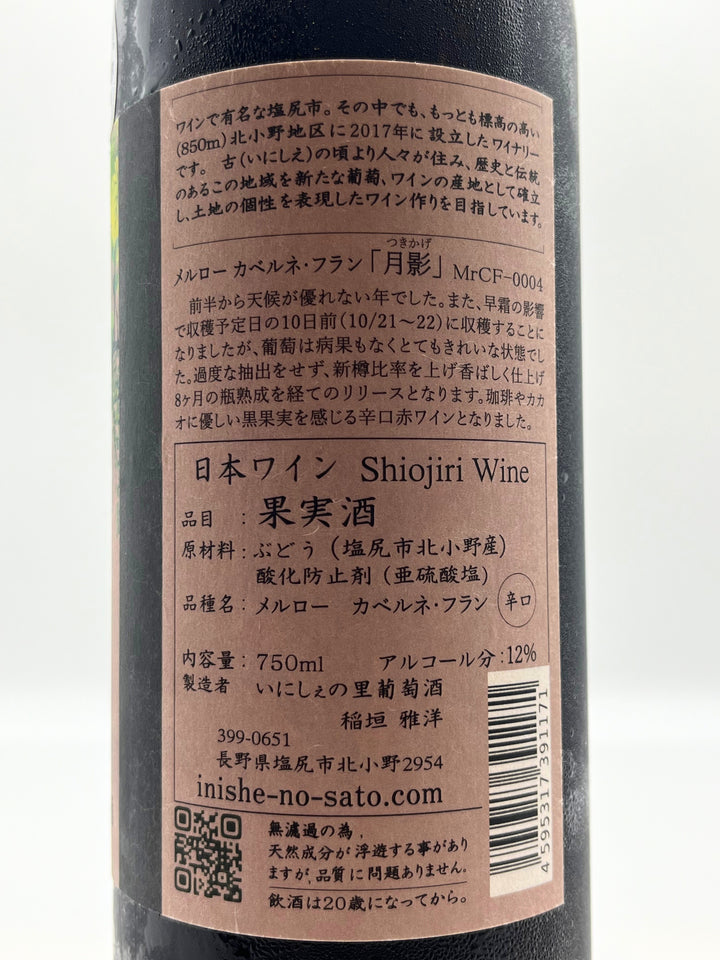 ワインで有名な塩尻市。その中でも、もっとも標高の高い
(850m)北小野地区に2017年に設立したワイナリー
です。 古(いにしえ)の頃より人々が住み、歴史と伝統
のあるこの地域を新たな葡萄、ワインの産地として確立
し、土地の個性を表現したワイン作りを目指しています。
つきかげ
メルロー カベルネ・フラン「月影」 MrCF-0004
前半から天候が優れない年でした。また、早霜の影響
で収穫予定日の10日前(10/21〜22)に収穫することに
なりましたが、葡萄は病果もなくとてもきれいな状態でし
た。過度な抽出をせず、新樽比率を上げ香ばしく仕上げ
8ヶ月の瓶熟成を経てのリリースとなります。珈琲やカカ
オに優しい黒果実を感じる辛口赤ワインとなりました。
日本ワイン Shiojiri Wine
品目 : 果実酒
原材料 : ぶどう (塩尻市北小野産)
酸化防止剤 (亜硫酸塩)
品種名 : メルロー カベルネ・フラン 辛口
内容量 : 750ml アルコール分 : 12%
製造者 いにしぇの里葡萄酒
稲垣 雅洋
399-0651
長野県塩尻市北小野2954
inishe-no-sato.com
無濾過の為,
天然成分が浮遊する事があり
ますが,品質に問題ありません。
飲酒は20歳になってから。
4 595317 391171